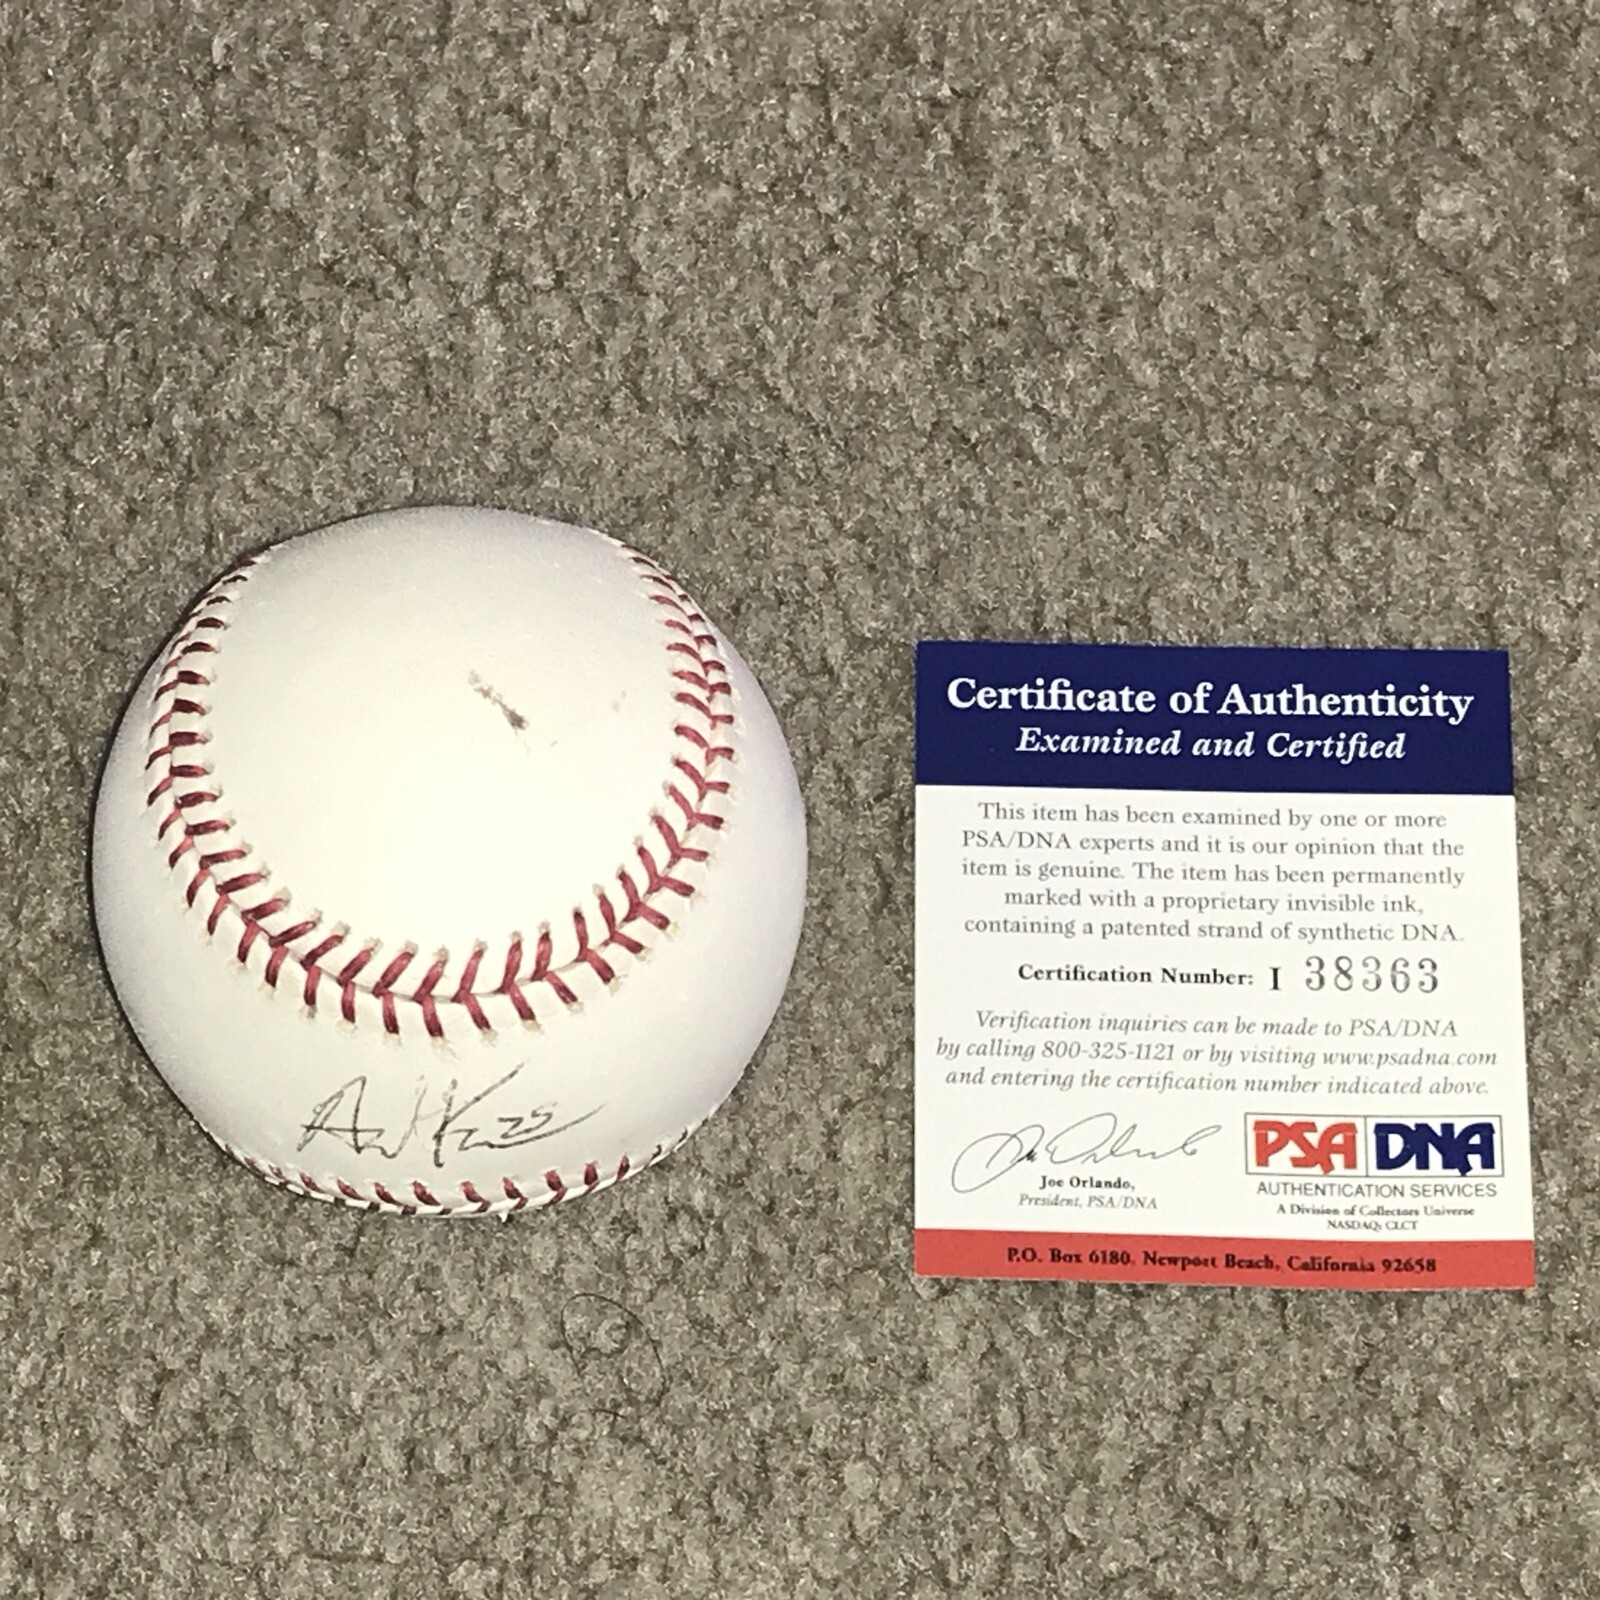 Certificate of Authenticity
Examined and Certified
This item has been examined by one or more
PSA/DNA experts and it is our opinion that the
item is genuine. The item has been permanently
marked with a proprietary invisible ink,
containing a patented strand of synthetic DNA.
Certification Number: I 38363
Verification inquiries can be made to PSA/DNA
by calling 800-325-1121 or by visiting www.psadna.com
and entering the certification number indicated above.
Joe Orlando,
President, PSA/DNA
PSA DNA
AUTHENTICATION SERVICES
A Division of Collectors Universe
NASDAQ: CLCT
P.O. Box 6180, Newport Beach, California 92658